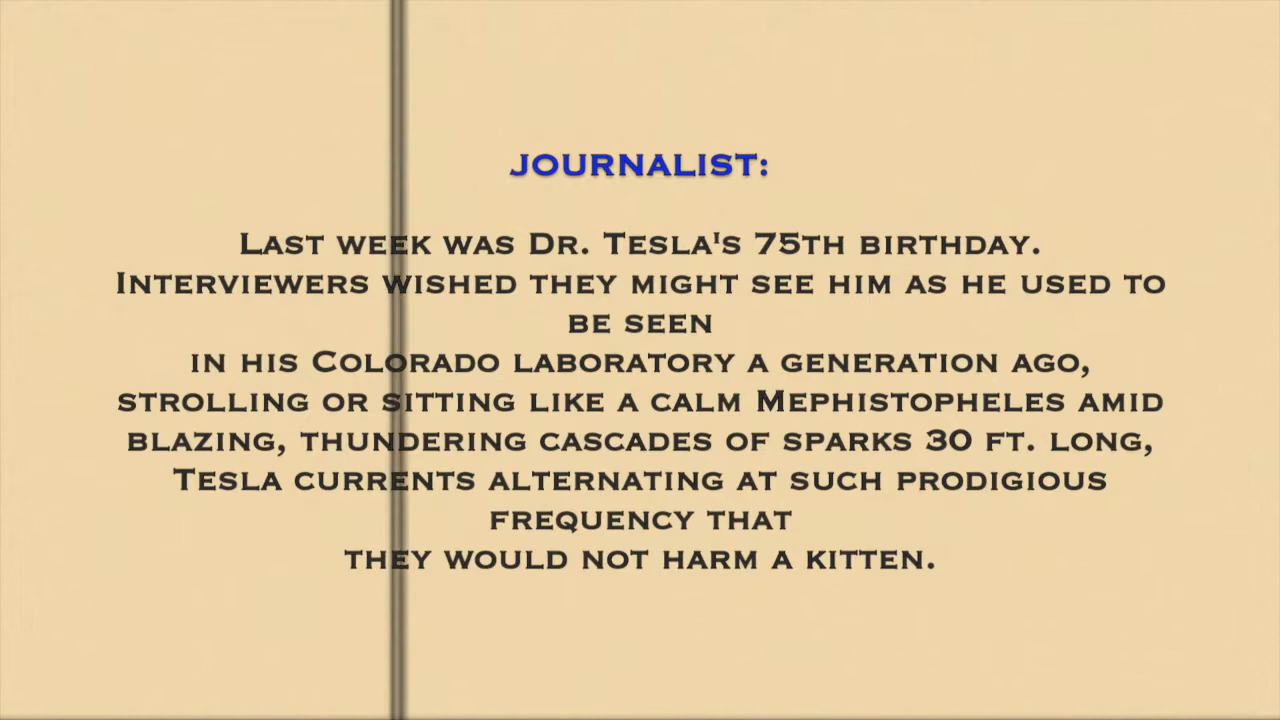 JOURNALIST:
Last week was Dr. Tesla's 75th birthday.
Interviewers wished they might see him as he used to
be seen
in his Colorado laboratory a generation ago,
strolling or sitting like a calm Mephistopheles amid
blazing, thundering cascades of sparks 30 ft. long,
Tesla currents alternating at such prodigious
frequency that
they would not harm a kitten.